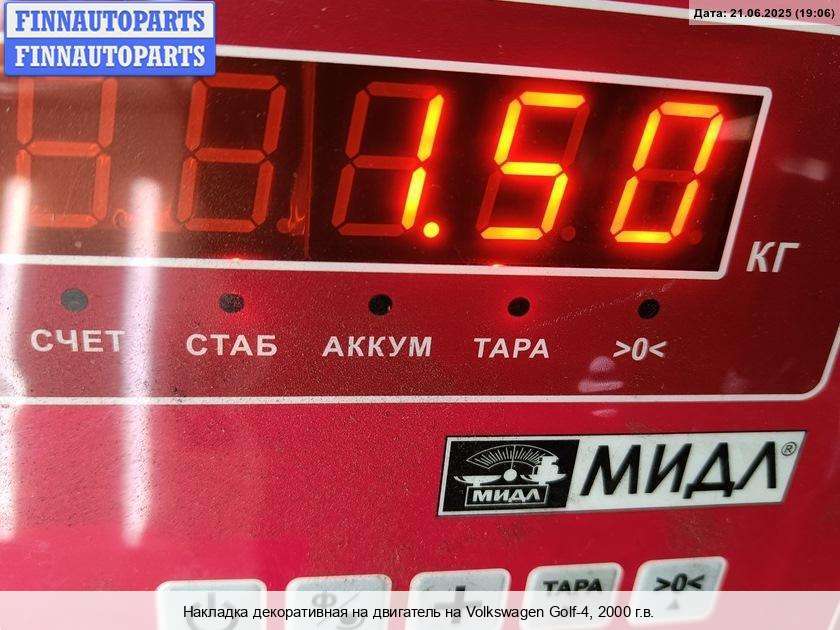 FINNAUTOPARTS
FINNAUTOPARTS
Дата: 21.06.2025 (19:06)
1.50
КГ
СЧЕТ СТАБ АККУМ ТАРА >0<
МИДЛ МИДЛ®
ТАРА >0<
Накладка декоративная на двигатель на Volkswagen Golf-4, 2000 г.в.